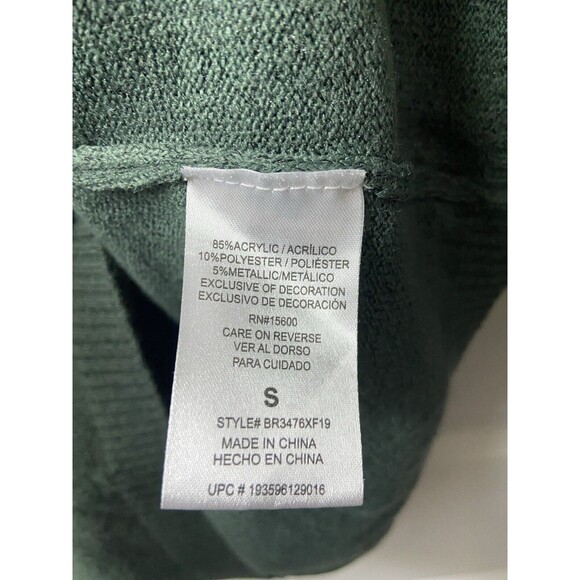 85%ACRYLIC / ACRÍLICO
10%POLYESTER / POLIÉSTER
5%METALLIC/METÁLICO
EXCLUSIVE OF DECORATION
EXCLUSIVO DE DECORACIÓN
RN#15600
CARE ON REVERSE
VER AL DORSO
PARA CUIDADO
S
STYLE# BR3476XF19
MADE IN CHINA
HECHO EN CHINA
UPC # 193596129016